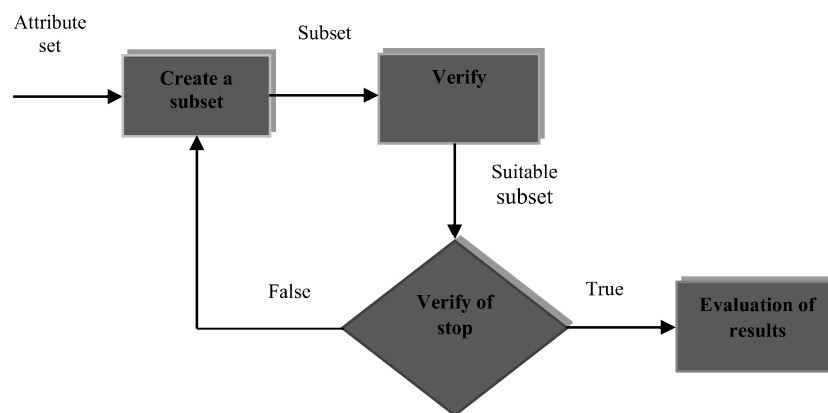 Attribute
set
Create a
subset
Subset
Verify
Suitable
subset
False
Verify of
stop
True
Evaluation of
results